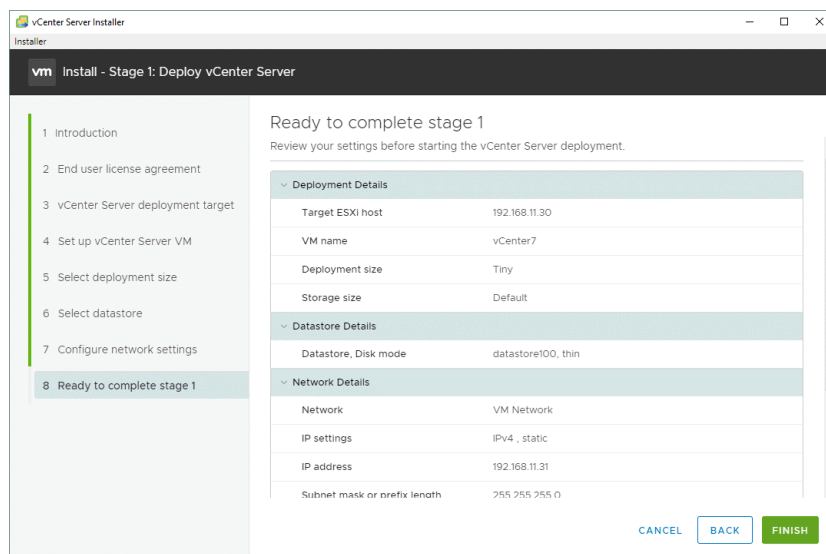 vCenter Server Installer
Installer
vm Install - Stage 1: Deploy vCenter Server
1 Introduction
2 End user license agreement
3 vCenter Server deployment target
4 Set up vCenter Server VM
5 Select deployment size
6 Select datastore
7 Configure network settings
8 Ready to complete stage 1
Ready to complete stage 1
Review your settings before starting the vCenter Server deployment.
Deployment Details
Target ESXi host 192.168.11.30
VM name vCenter7
Deployment size Tiny
Storage size Default
Datastore Details
Datastore, Disk mode datastore100, thin
Network Details
Network VM Network
IP settings IPv4 , static
IP address 192.168.11.31
Subnet mask or prefix length 255.255.255.0
CANCEL BACK FINISH